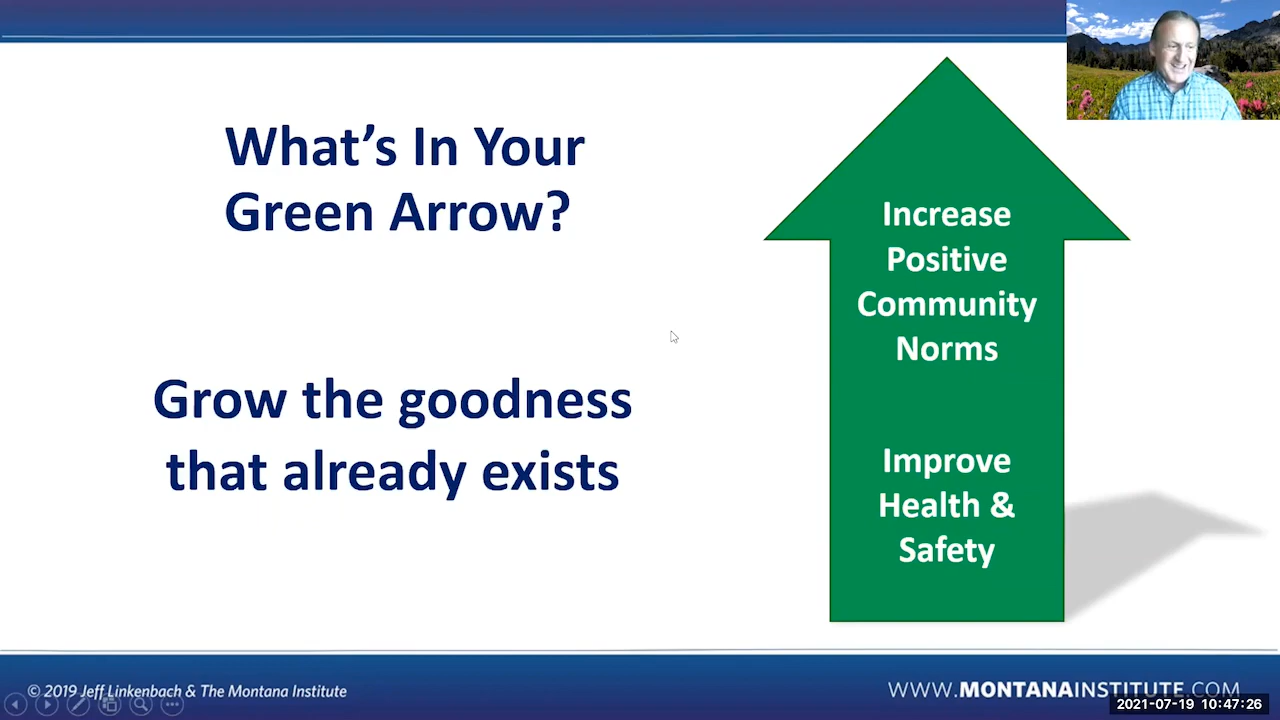 What's In Your
Green Arrow?
Grow the goodness
that already exists
Increase
Positive
Community
Norms
Improve
Health &
Safety
© 2019 Jeff Linkenbach & The Montana Institute
WWW.MONTANAINSTITUTE.COM
2021-07-19 10:47:26